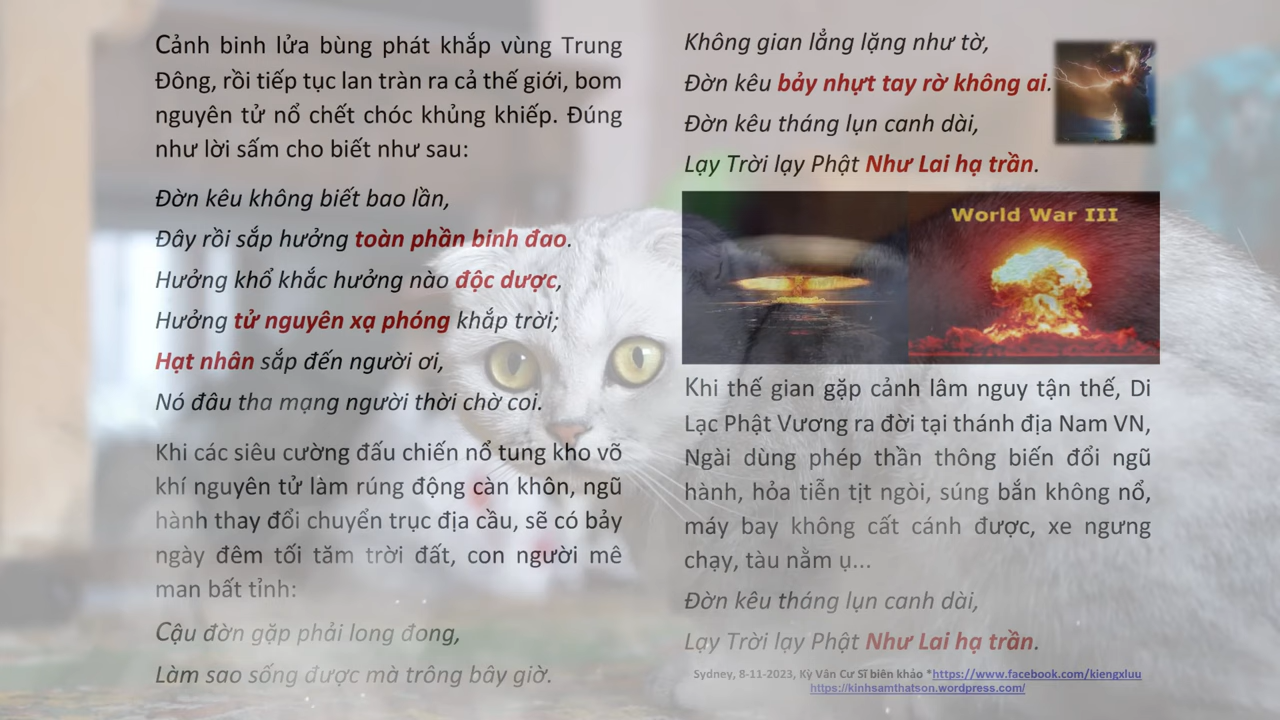 Cảnh binh lửa bùng phát khắp vùng Trung
Đông, rồi tiếp tục lan tràn ra cả thế giới, bom
nguyên tử nổ chết chóc khủng khiếp. Đúng
như lời sấm cho biết như sau:
Đờn kêu không biết bao lần,
Đây rồi sắp hưởng toàn phần binh đao.
Hưởng khổ khắc hưởng nào độc dược,
Hưởng tử nguyên xạ phóng khắp trời;
Hạt nhân sắp đến người ơi,
Nó đâu tha mạng người thời chờ coi.
Khi các siêu cường đấu chiến nổ tung kho võ
khí nguyên tử làm rúng động càn khôn, ngũ
hành thay đổi chuyển trục địa cầu, sẽ có bảy
ngày đêm tối tăm trời đất, con người mê
man bất tỉnh:
Cậu đờn gặp phải long đong,
Làm sao sống được mà trông bây giờ.
Không gian lẳng lặng như tờ,
Đờn kêu bảy nhựt tay rờ không ai.
Đờn kêu tháng lụn canh dài,
Lạy Trời lạy Phật Như Lai hạ trần.
World War III
Khi thế gian gặp cảnh lâm nguy tận thế, Di
Lạc Phật Vương ra đời tại thánh địa Nam VN,
Ngài dùng phép thần thông biến đổi ngũ
hành, hỏa tiễn tịt ngòi, súng bắn không nổ,
máy bay không cất cánh được, xe ngưng
chạy, tàu nằm ụ...
Đờn kêu tháng lụn canh dài,
Lạy Trời lạy Phật Như Lai hạ trần.
Sydney, 8-11-2023, Kỳ Vân Cư Sĩ biên khảo *https://www.facebook.com/kiengxluu
https://kinhsamthatson.wordpress.com/